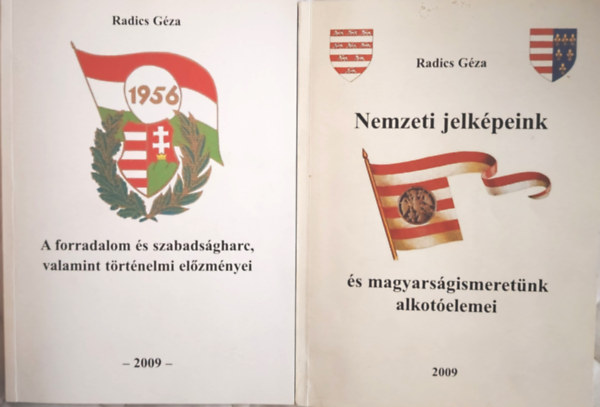 Radics Géza
1956
A forradalom és szabadságharc,
valamint történelmi előzményei
– 2009 –
Radics Géza
Nemzeti jelképeink
és magyarságismeretünk
alkotóelemei
2009